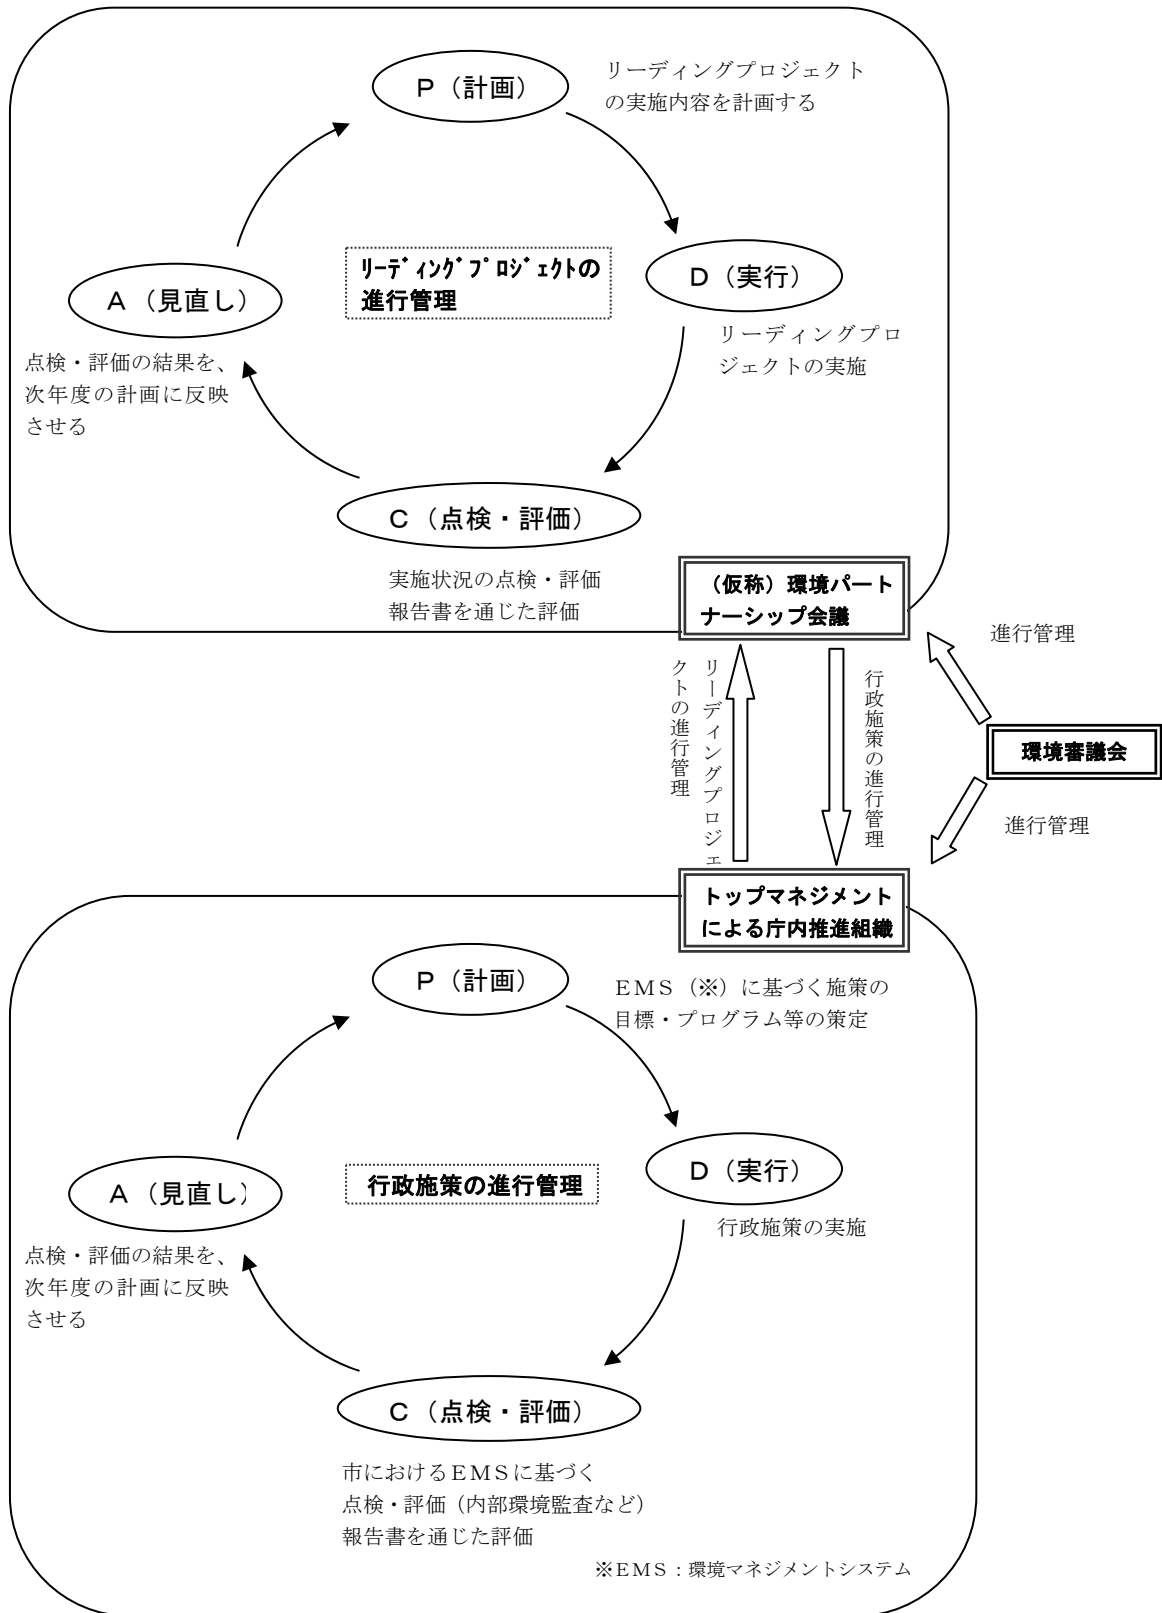 P（計画）
リーディングプロジェクト
の実施内容を計画する
ﾘｰﾃﾞｨﾝｸﾞﾌﾟﾛｼﾞｪｸﾄの
進行管理
D（実行）
リーディングプロ
ジェクトの実施
A（見直し）
点検・評価の結果を、
次年度の計画に反映
させる
C（点検・評価）
実施状況の点検・評価
報告書を通じた評価
（仮称）環境パート
ナーシップ会議
進行管理
リーディングプロジェ
クトの進行管理
行政施策の進行管理
環境審議会
進行管理
トップマネジメント
による庁内推進組織
P（計画）
EMS（※）に基づく施策の
目標・プログラム等の策定
行政施策の進行管理
D（実行）
行政施策の実施
A（見直し）
点検・評価の結果を、
次年度の計画に反映
させる
C（点検・評価）
市におけるEMSに基づく
点検・評価（内部環境監査など）
報告書を通じた評価
※EMS：環境マネジメントシステム